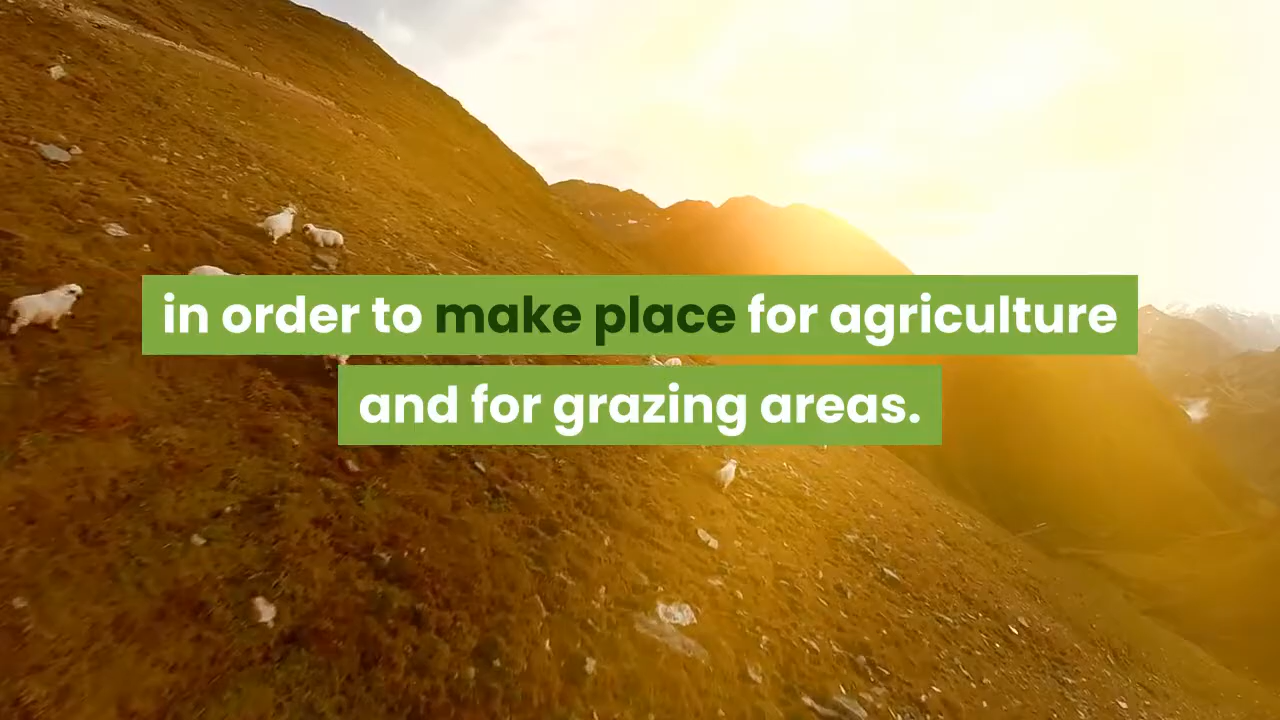 in order to make place for agriculture
and for grazing areas.